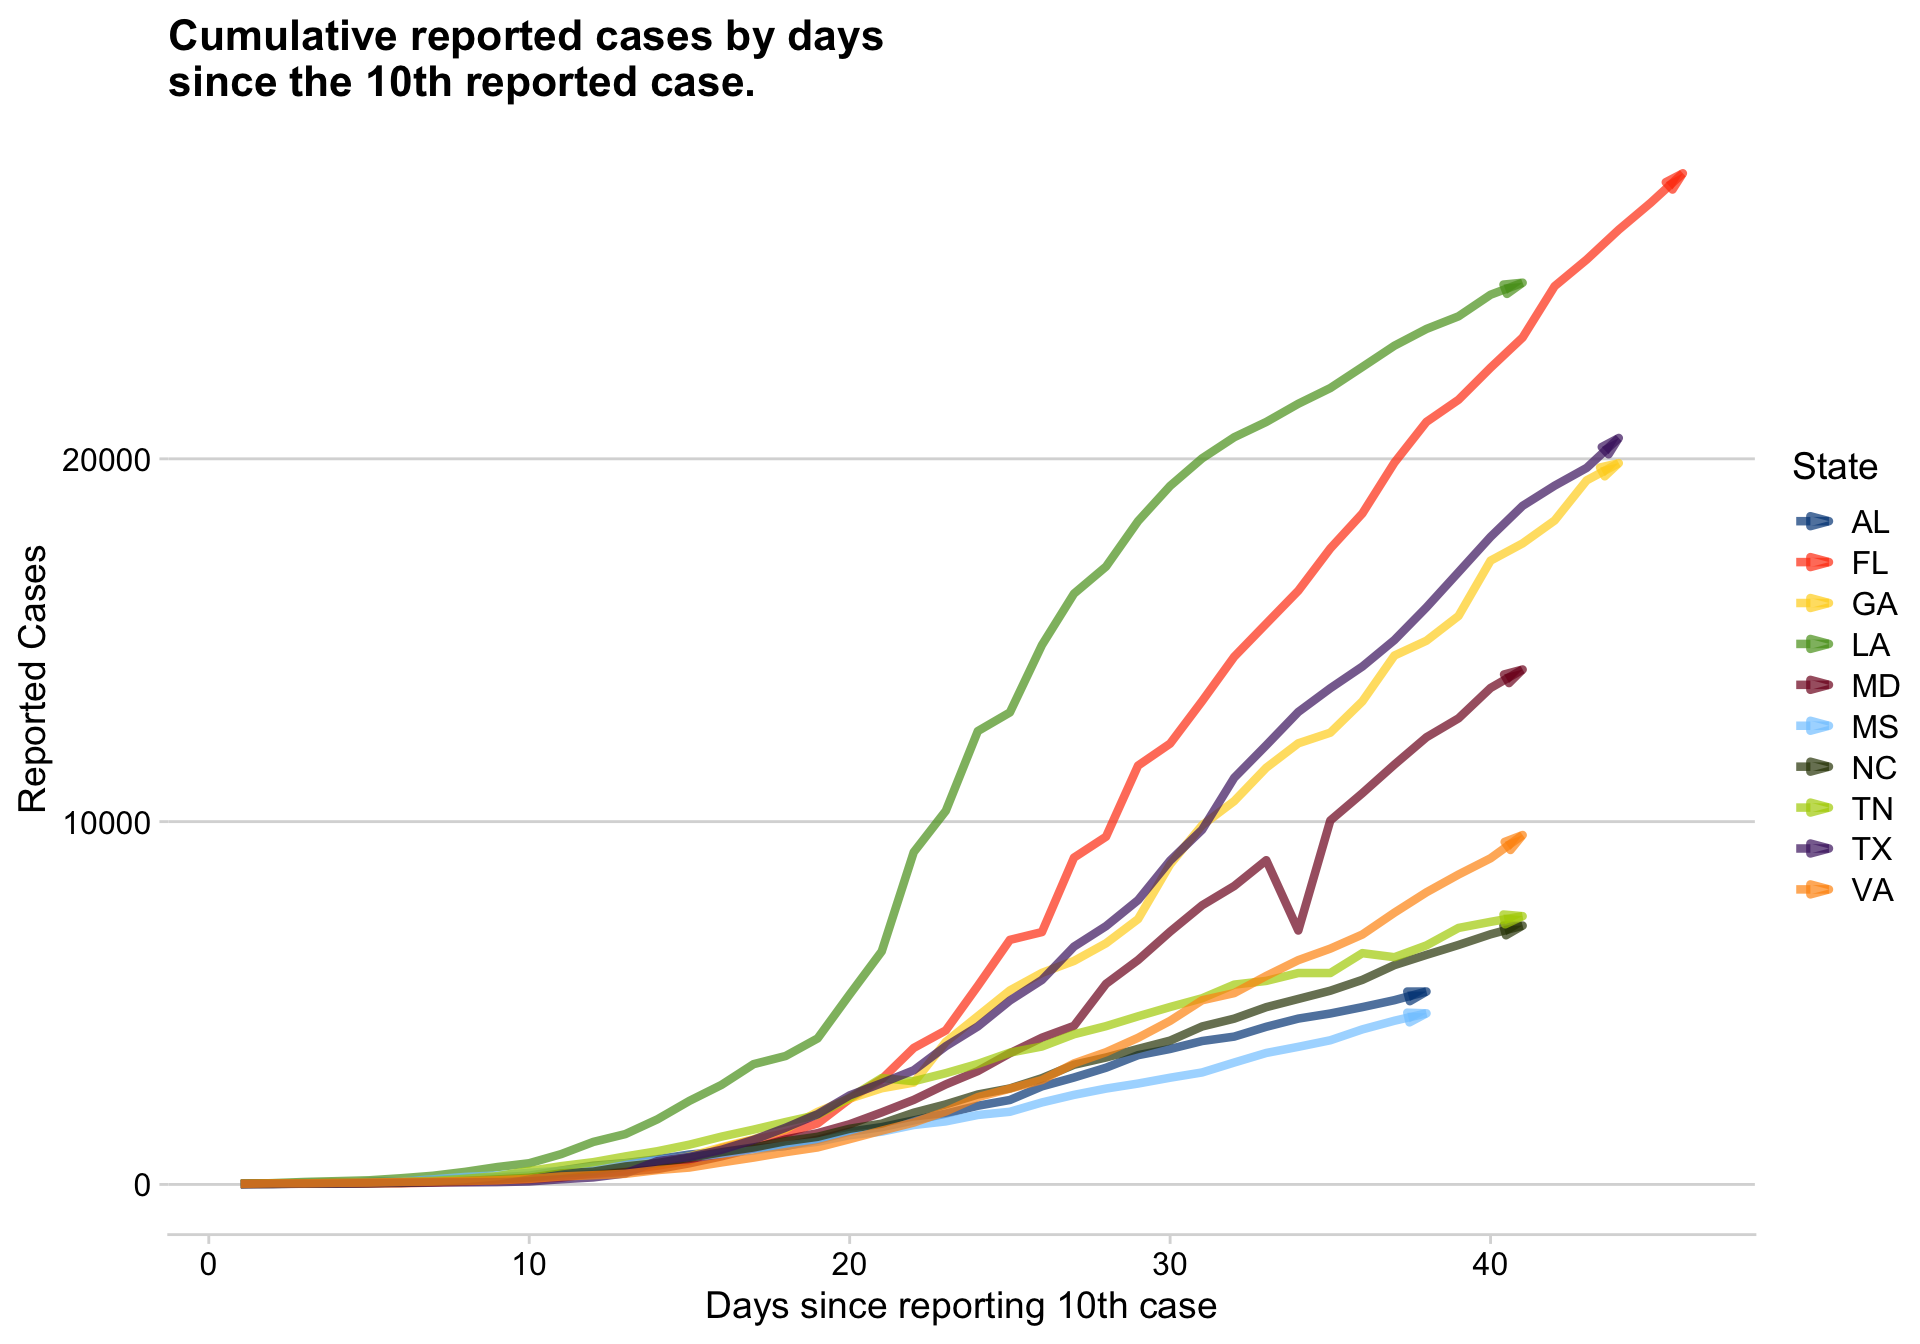 Cumulative reported cases by days
since the 10th reported case.
20000
10000
0
Reported Cases
0 10 20 30 40
Days since reporting 10th case
State
AL
FL
GA
LA
MD
MS
NC
TN
TX
VA